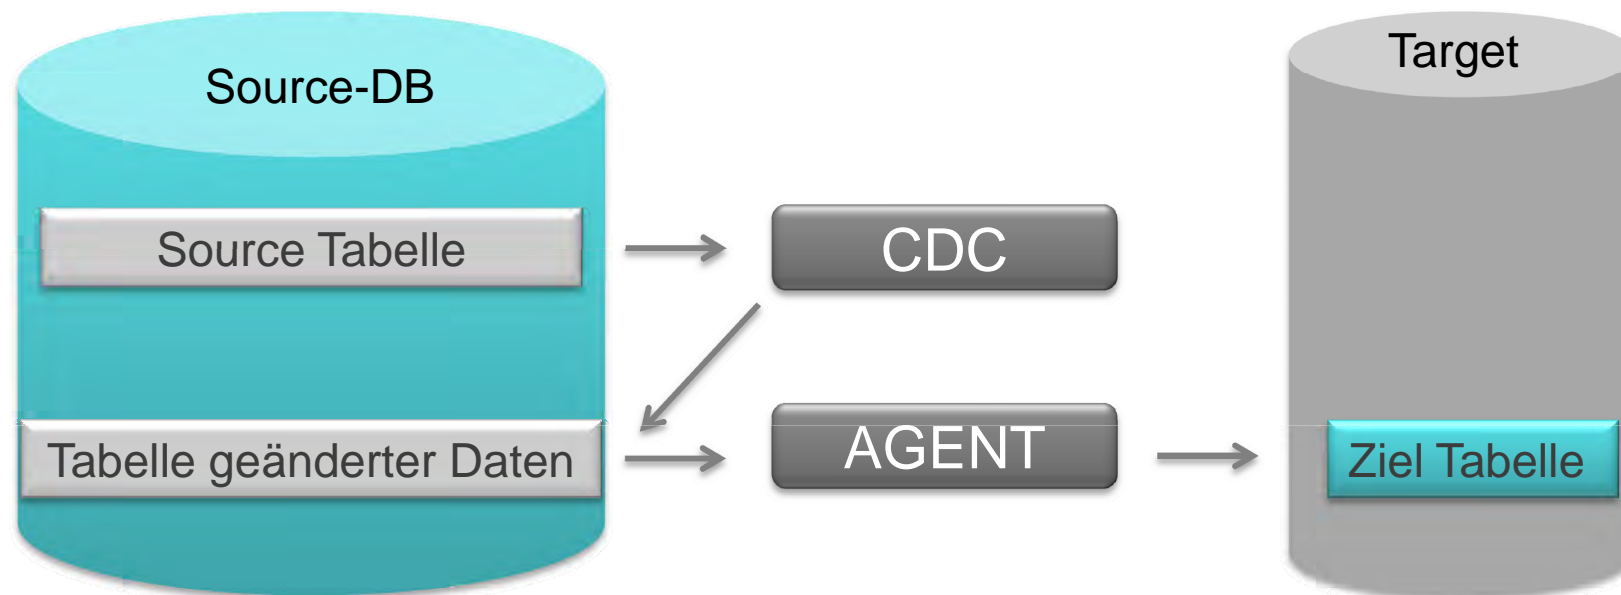 Source-DB
Target
Source Tabelle
CDC
Tabelle geänderter Daten
AGENT
Ziel Tabelle